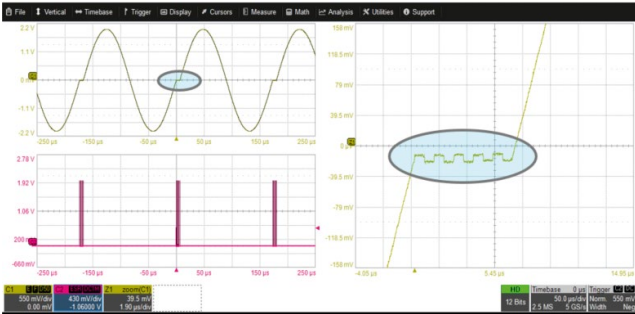 File Vertical Timebase Trigger Display Cursors Measure Math Analysis Utilities Support
2.2 V
1.1 V
0 mV
-1.1 V
-2.2 V
-250 µs -150 µs -50 µs 50 µs 150 µs 250 µs
2.78 V
1.92 V
1.06 V
200 m
-660 mV
-250 µs -150 µs -50 µs 50 µs 150 µs 250 µs
158 mV
118.5 mV
79 mV
39.5 mV
0 µV
-39.5 mV
-79 mV
-118.5 mV
-158 mV
-4.05 µs 5.45 µs 14.95 µs
C1
550 mV/div
0.00 mV
C2
430 mV/div
-1.06000 V
Z1 zoom(C1)
39.5 mV
1.90 µs/div
HD
12 Bits
Timebase 0 µs
50.0 µs/div
2.5 MS 5 GS/s
Trigger
Norm. 550 mV
Width Neg